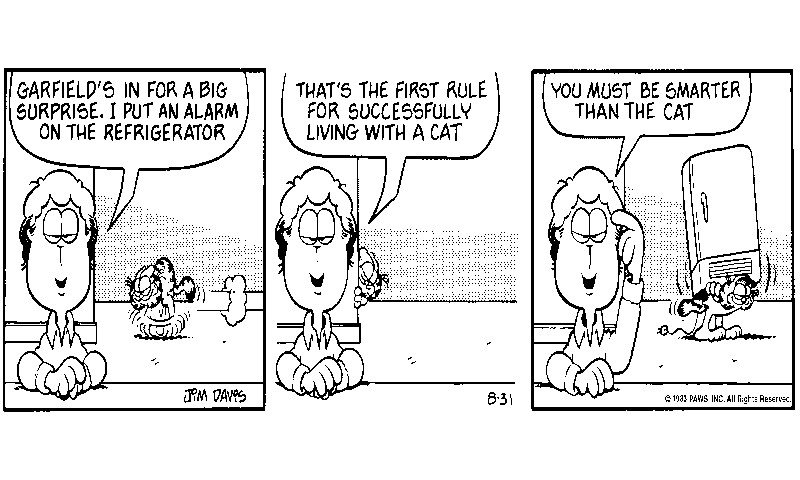 GARFIELD'S IN FOR A BIG
SURPRISE. I PUT AN ALARM
ON THE REFRIGERATOR
JIM DAVIS
THAT'S THE FIRST RULE
FOR SUCCESSFULLY
LIVING WITH A CAT
8·31
YOU MUST BE SMARTER
THAN THE CAT
© 1983 PAWS, INC. All Rights Reserved.